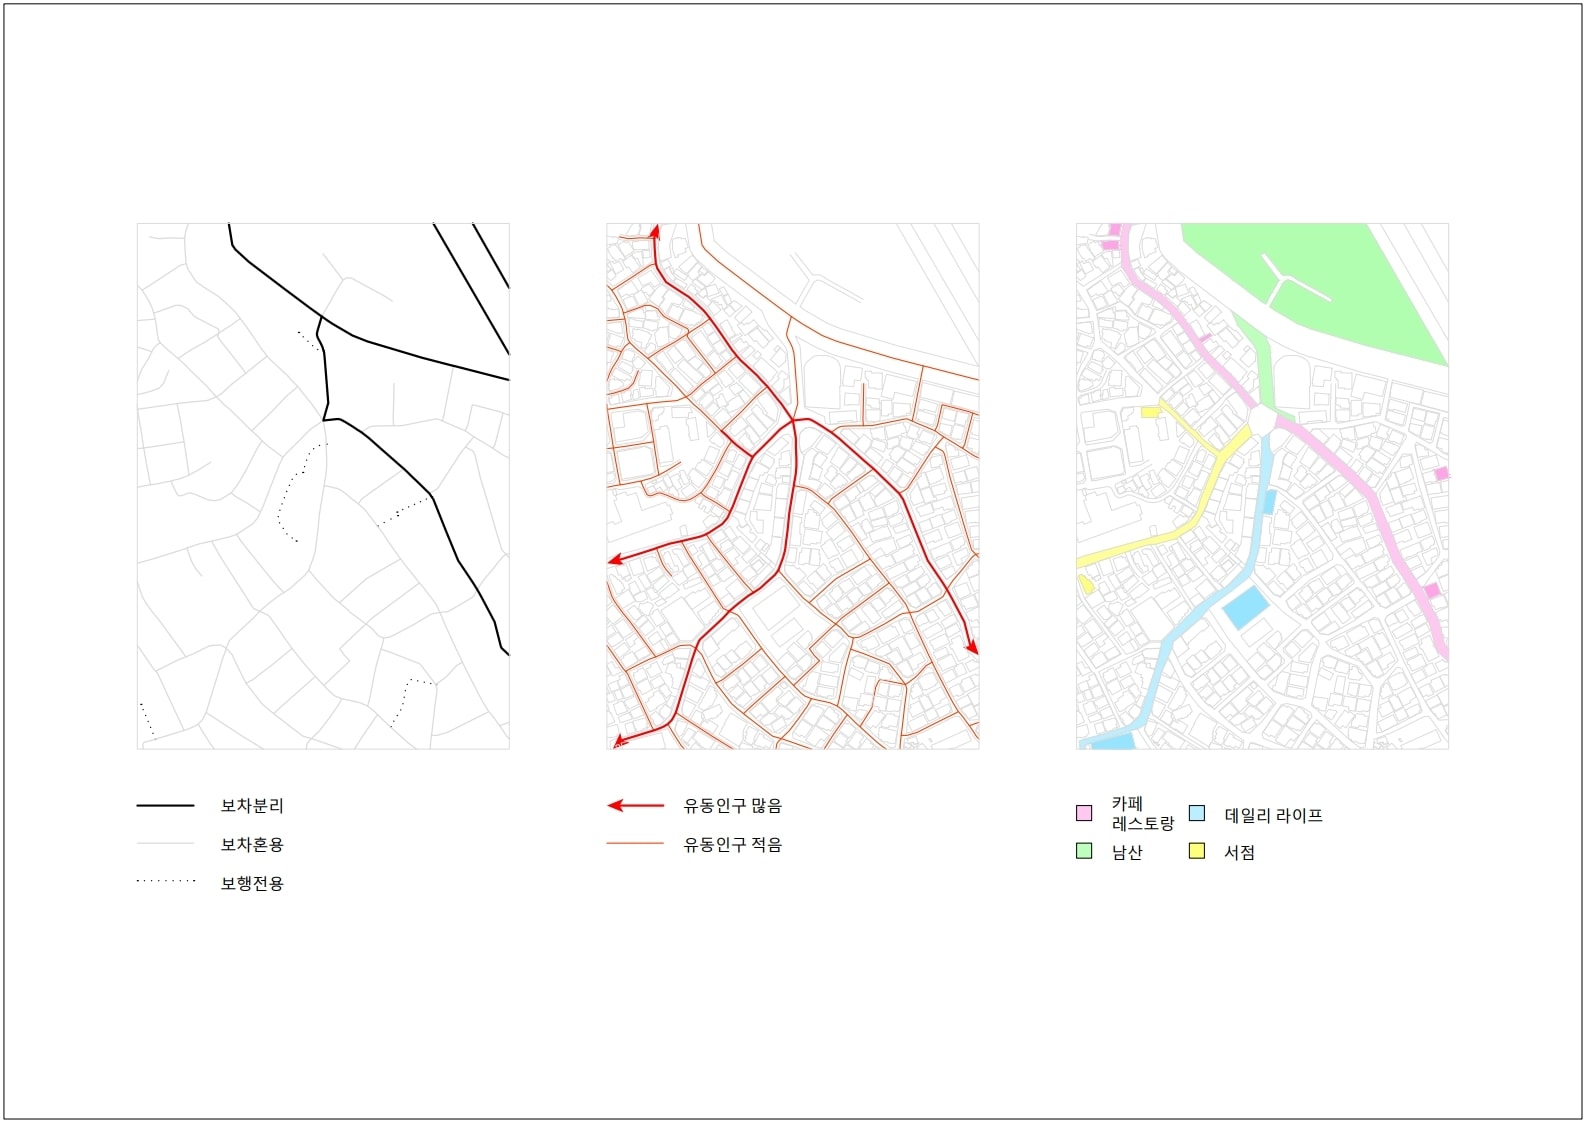 보차분리
보차혼용
보행전용
유동인구 많음
유동인구 적음
카페
레스토랑
데일리 라이프
남산
서점